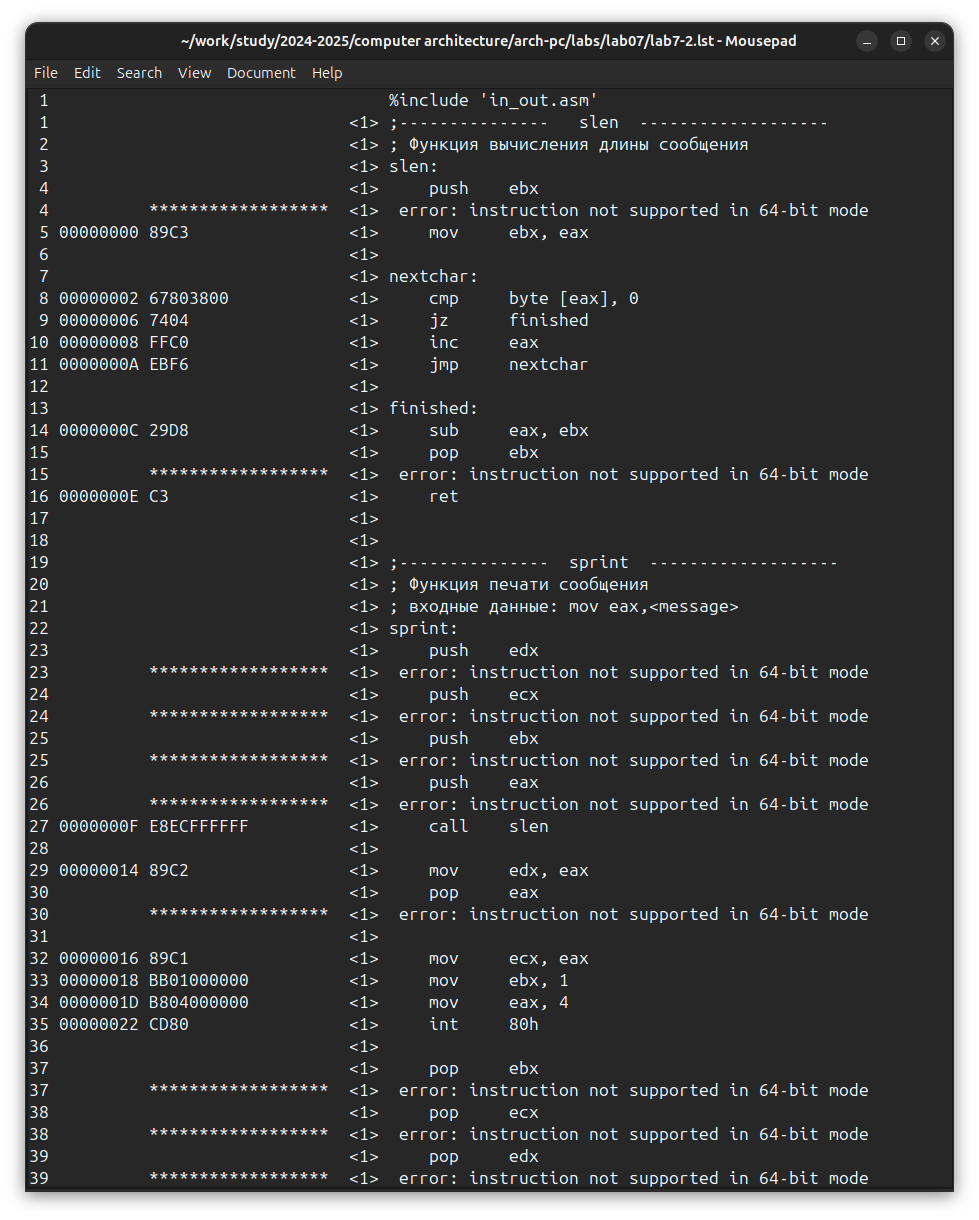 ~/work/study/2024-2025/computer architecture/arch-pc/labs/lab07/lab7-2.lst - Mousepad
File Edit Search View Document Help
1 %include 'in_out.asm'
1 <1> ;--------------- slen -------------------
2 <1> ; Функция вычисления длины сообщения
3 <1> slen:
4 <1> push ebx
4 ****************** <1> error: instruction not supported in 64-bit mode
5 00000000 89C3 <1> mov ebx, eax
6 <1>
7 <1> nextchar:
8 00000002 67803800 <1> cmp byte [eax], 0
9 00000006 7404 <1> jz finished
10 00000008 FFC0 <1> inc eax
11 0000000A EBF6 <1> jmp nextchar
12 <1>
13 <1> finished:
14 0000000C 29D8 <1> sub eax, ebx
15 <1> pop ebx
15 ****************** <1> error: instruction not supported in 64-bit mode
16 0000000E C3 <1> ret
17 <1>
18 <1>
19 <1> ;--------------- sprint -------------------
20 <1> ; Функция печати сообщения
21 <1> ; входные данные: mov eax,<message>
22 <1> sprint:
23 <1> push edx
23 ****************** <1> error: instruction not supported in 64-bit mode
24 <1> push ecx
24 ****************** <1> error: instruction not supported in 64-bit mode
25 <1> push ebx
25 ****************** <1> error: instruction not supported in 64-bit mode
26 <1> push eax
26 ****************** <1> error: instruction not supported in 64-bit mode
27 0000000F E8ECFFFFFF <1> call slen
28 <1>
29 00000014 89C2 <1> mov edx, eax
30 <1> pop eax
30 ****************** <1> error: instruction not supported in 64-bit mode
31 <1>
32 00000016 89C1 <1> mov ecx, eax
33 00000018 BB01000000 <1> mov ebx, 1
34 0000001D B804000000 <1> mov eax, 4
35 00000022 CD80 <1> int 80h
36 <1>
37 <1> pop ebx
37 ****************** <1> error: instruction not supported in 64-bit mode
38 <1> pop ecx
38 ****************** <1> error: instruction not supported in 64-bit mode
39 <1> pop edx
39 ****************** <1> error: instruction not supported in 64-bit mode